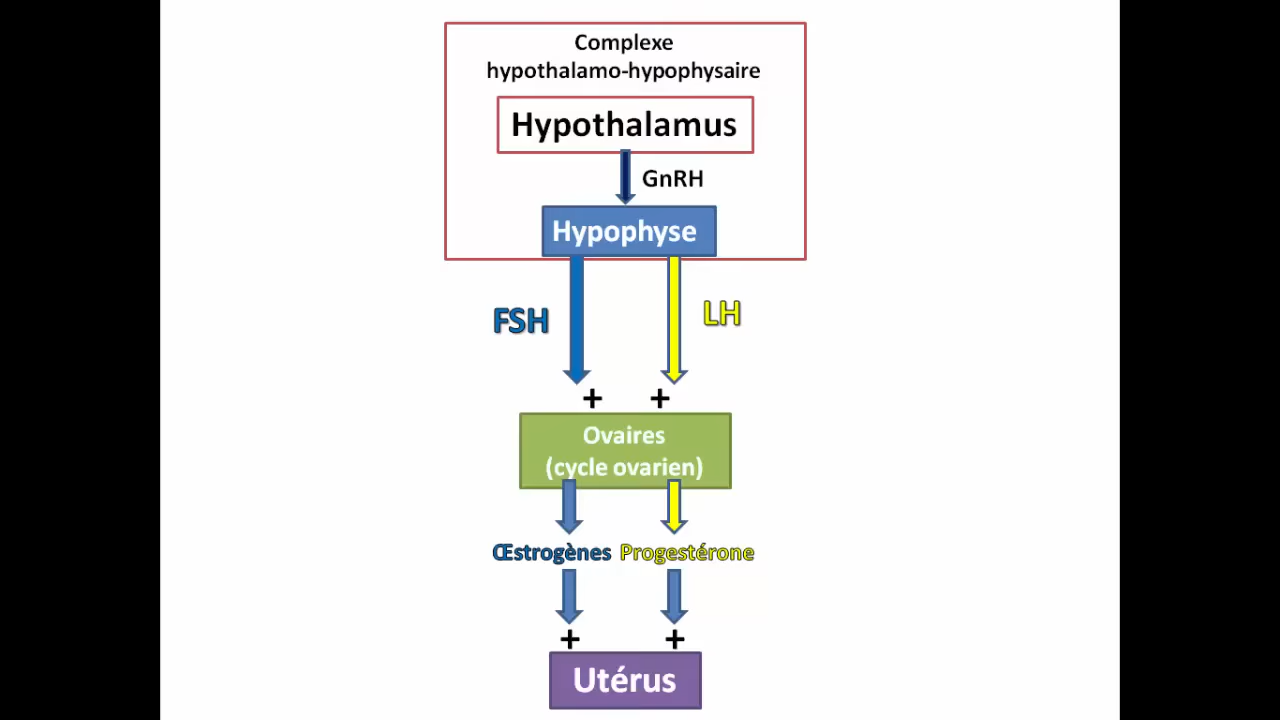 Complexe
hypothalamo-hypophysaire
Hypothalamus
GnRH
Hypophyse
FSH
LH
+ +
Ovaires
(cycle ovarien)
Œstrogènes Progestérone
+ +
Utérus